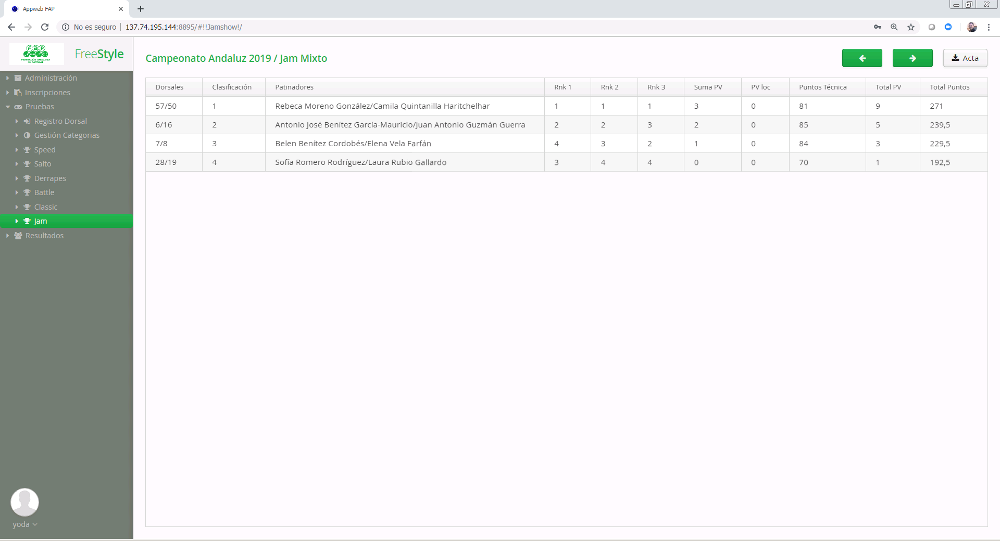 Appweb FAP
No es seguro 137.74.195.144:8895/#!!Jamshow!/
FAP
FEDERACIÓN ANDALUZA
DE PATINAJE
FreeStyle
Administración
Inscripciones
Pruebas
Registro Dorsal
Gestión Categorias
Speed
Salto
Derrapes
Battle
Classic
Jam
Resultados
yoda
Campeonato Andaluz 2019 / Jam Mixto
Acta
Dorsales Clasificación Patinadores Rnk 1 Rnk 2 Rnk 3 Suma PV PV loc Puntos Técnica Total PV Total Puntos
57/50 1 Rebeca Moreno González/Camila Quintanilla Haritchelhar 1 1 1 3 0 81 9 271
6/16 2 Antonio José Benítez García-Mauricio/Juan Antonio Guzmán Guerra 2 2 3 2 0 85 5 239,5
7/8 3 Belen Benítez Cordobés/Elena Vela Farfán 4 3 2 1 0 84 3 229,5
28/19 4 Sofía Romero Rodríguez/Laura Rubio Gallardo 3 4 4 0 0 70 1 192,5